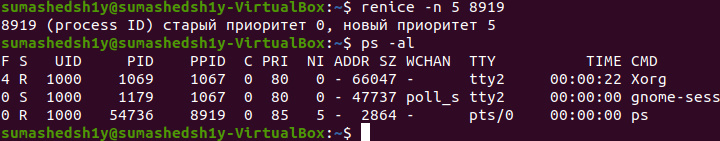 sumashedsh1y@sumashedsh1y-VirtualBox:~$ renice -n 5 8919
8919 (process ID) старый приоритет 0, новый приоритет 5
sumashedsh1y@sumashedsh1y-VirtualBox:~$ ps -al
F S   UID     PID    PPID  C PRI  NI ADDR SZ WCHAN  TTY          TIME CMD
4 R  1000    1069    1067  0  80   0 - 66047 -      tty2     00:00:22 Xorg
0 S  1000    1179    1067  0  80   0 - 47737 poll_s tty2     00:00:00 gnome-sess
0 R  1000   54736    8919  0  85   5 -  2864 -      pts/0    00:00:00 ps
sumashedsh1y@sumashedsh1y-VirtualBox:~$